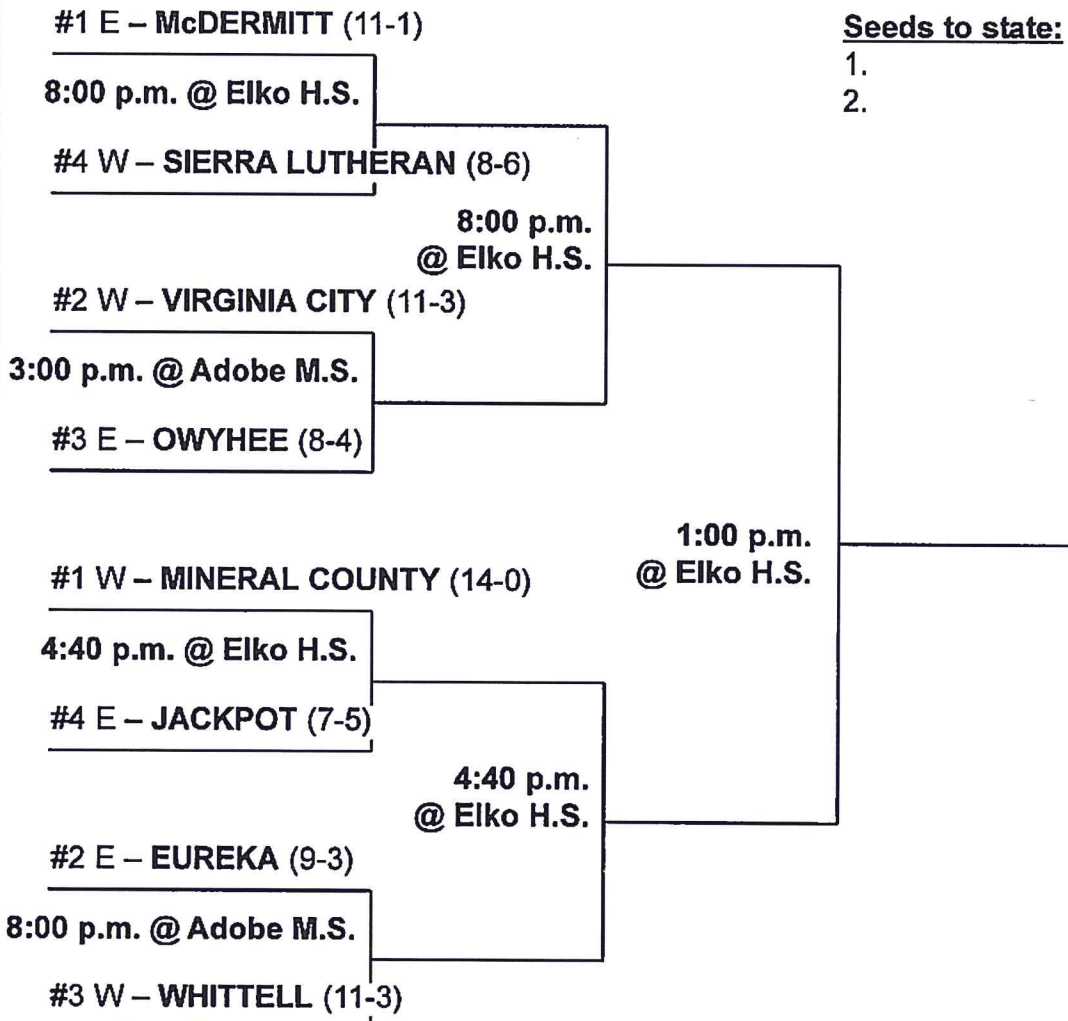 #1 E – McDERMITT (11-1)
Seeds to state:
1.
2.
8:00 p.m. @ Elko H.S.
#4 W – SIERRA LUTHERAN (8-6)
8:00 p.m.
@ Elko H.S.
#2 W – VIRGINIA CITY (11-3)
3:00 p.m. @ Adobe M.S.
#3 E – OWYHEE (8-4)
1:00 p.m.
@ Elko H.S.
#1 W – MINERAL COUNTY (14-0)
4:40 p.m. @ Elko H.S.
#4 E – JACKPOT (7-5)
4:40 p.m.
@ Elko H.S.
#2 E – EUREKA (9-3)
8:00 p.m. @ Adobe M.S.
#3 W – WHITTELL (11-3)